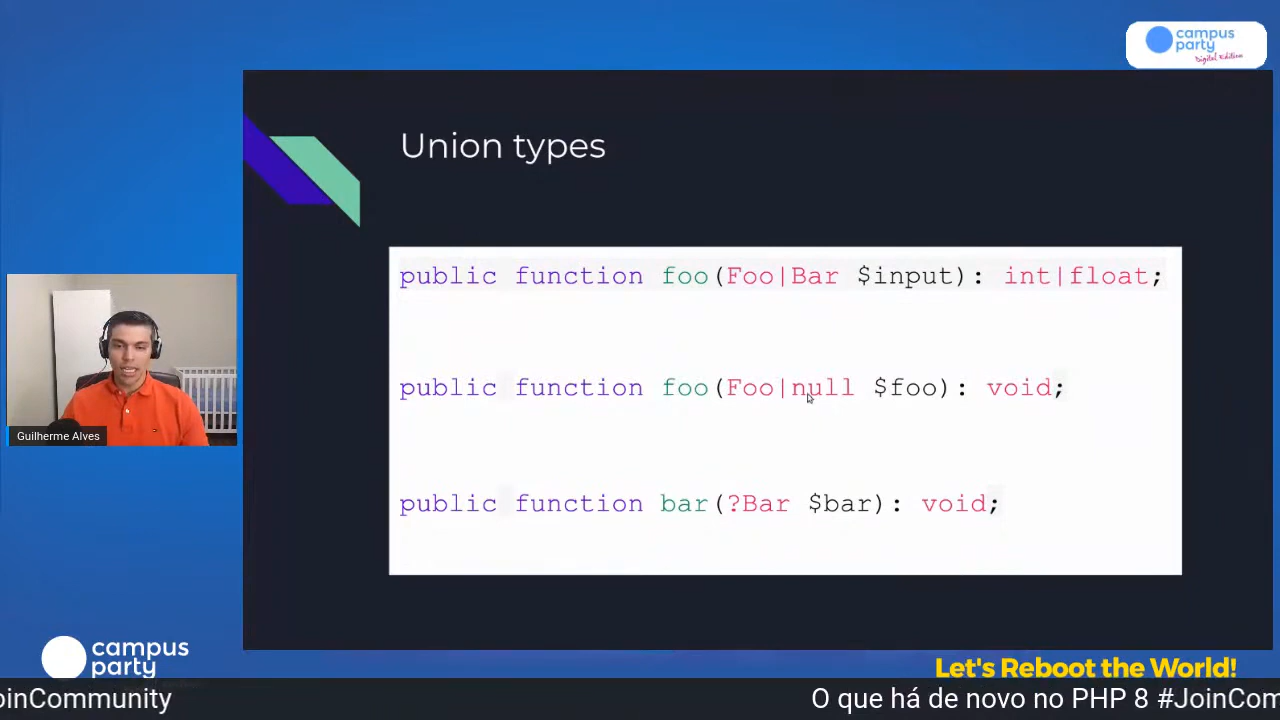 campus
party
Digital Edition
Union types
public function foo(Foo|Bar $input): int|float;
public function foo(Foo|null $foo): void;
public function bar(?Bar $bar): void;
Guilherme Alves
campus
party
Let's Reboot the World!
oinCommunity
O que há de novo no PHP 8 #JoinCom